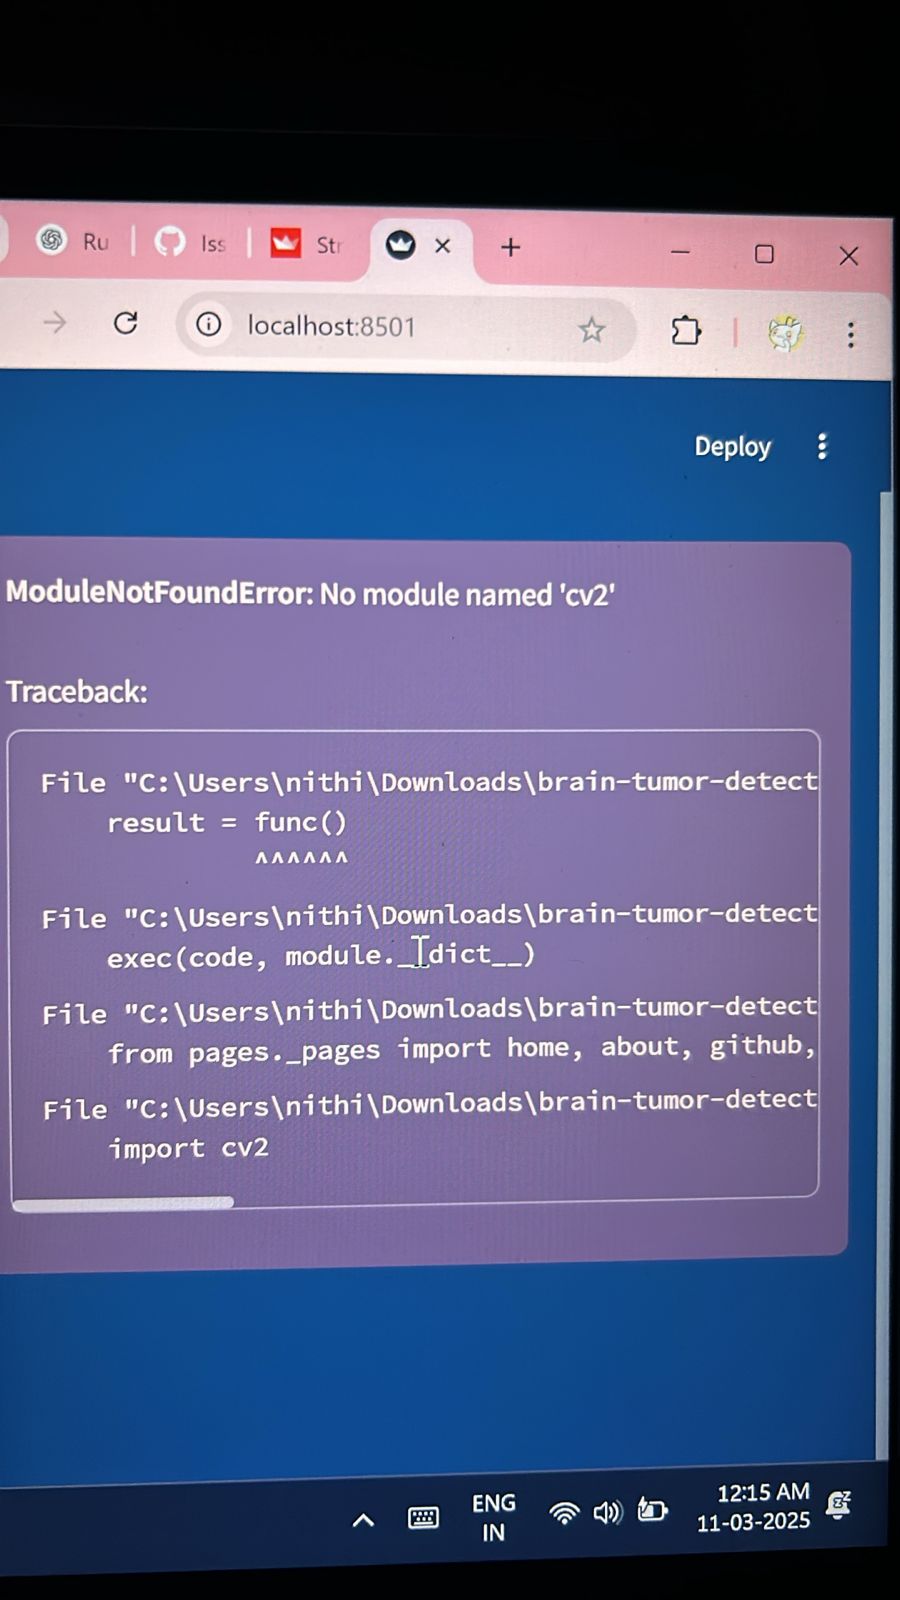 Ru
Iss
Str
localhost:8501
Deploy
ModuleNotFoundError: No module named 'cv2'
Traceback:
File "C:\Users\nithi\Downloads\brain-tumor-detect
result = func()
^^^^^^
File "C:\Users\nithi\Downloads\brain-tumor-detect
exec(code, module.__dict__)
File "C:\Users\nithi\Downloads\brain-tumor-detect
from pages._pages import home, about, github,
File "C:\Users\nithi\Downloads\brain-tumor-detect
import cv2
ENG
IN
12:15 AM
11-03-2025